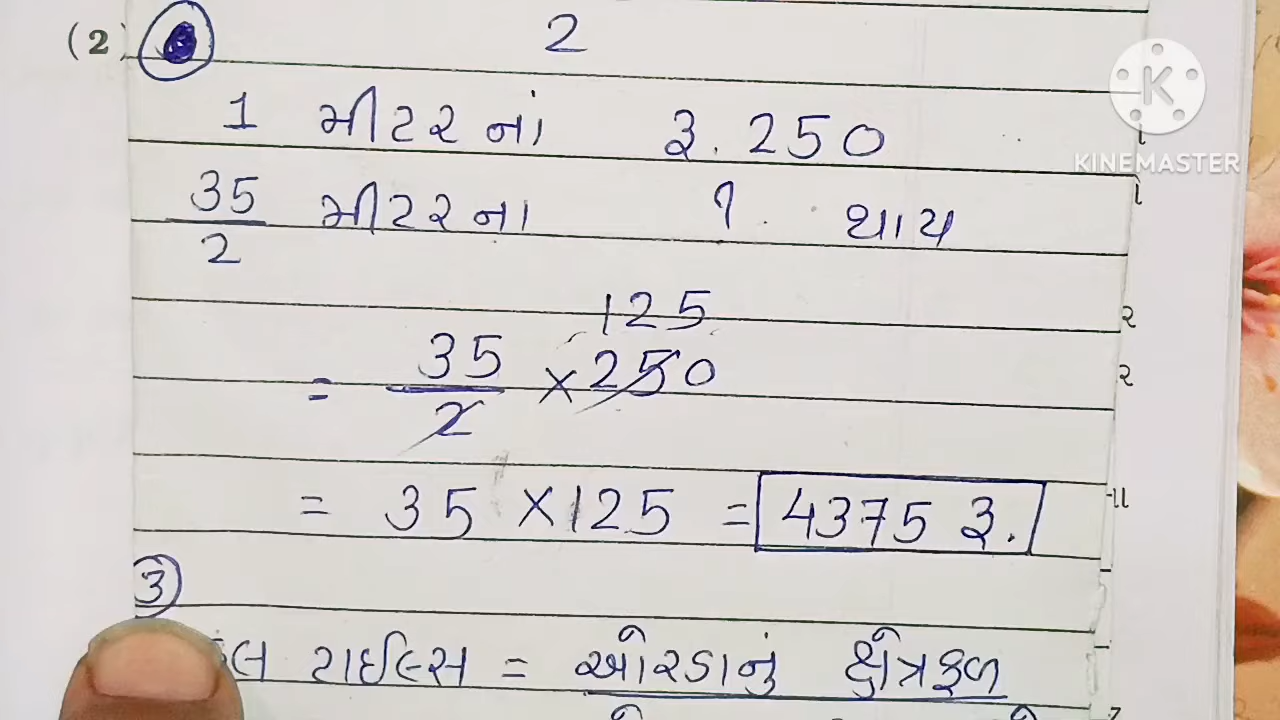 (2)
2
1 મીટરનાં રૂ. 250
35/2 મીટરના ? થાય
125
= 35/2 × 250
= 35 × 125 = 4375 રૂ.
3
ટાઈલ્સ = ઓરડાનું ક્ષેત્રફળ
K
KINEMASTER